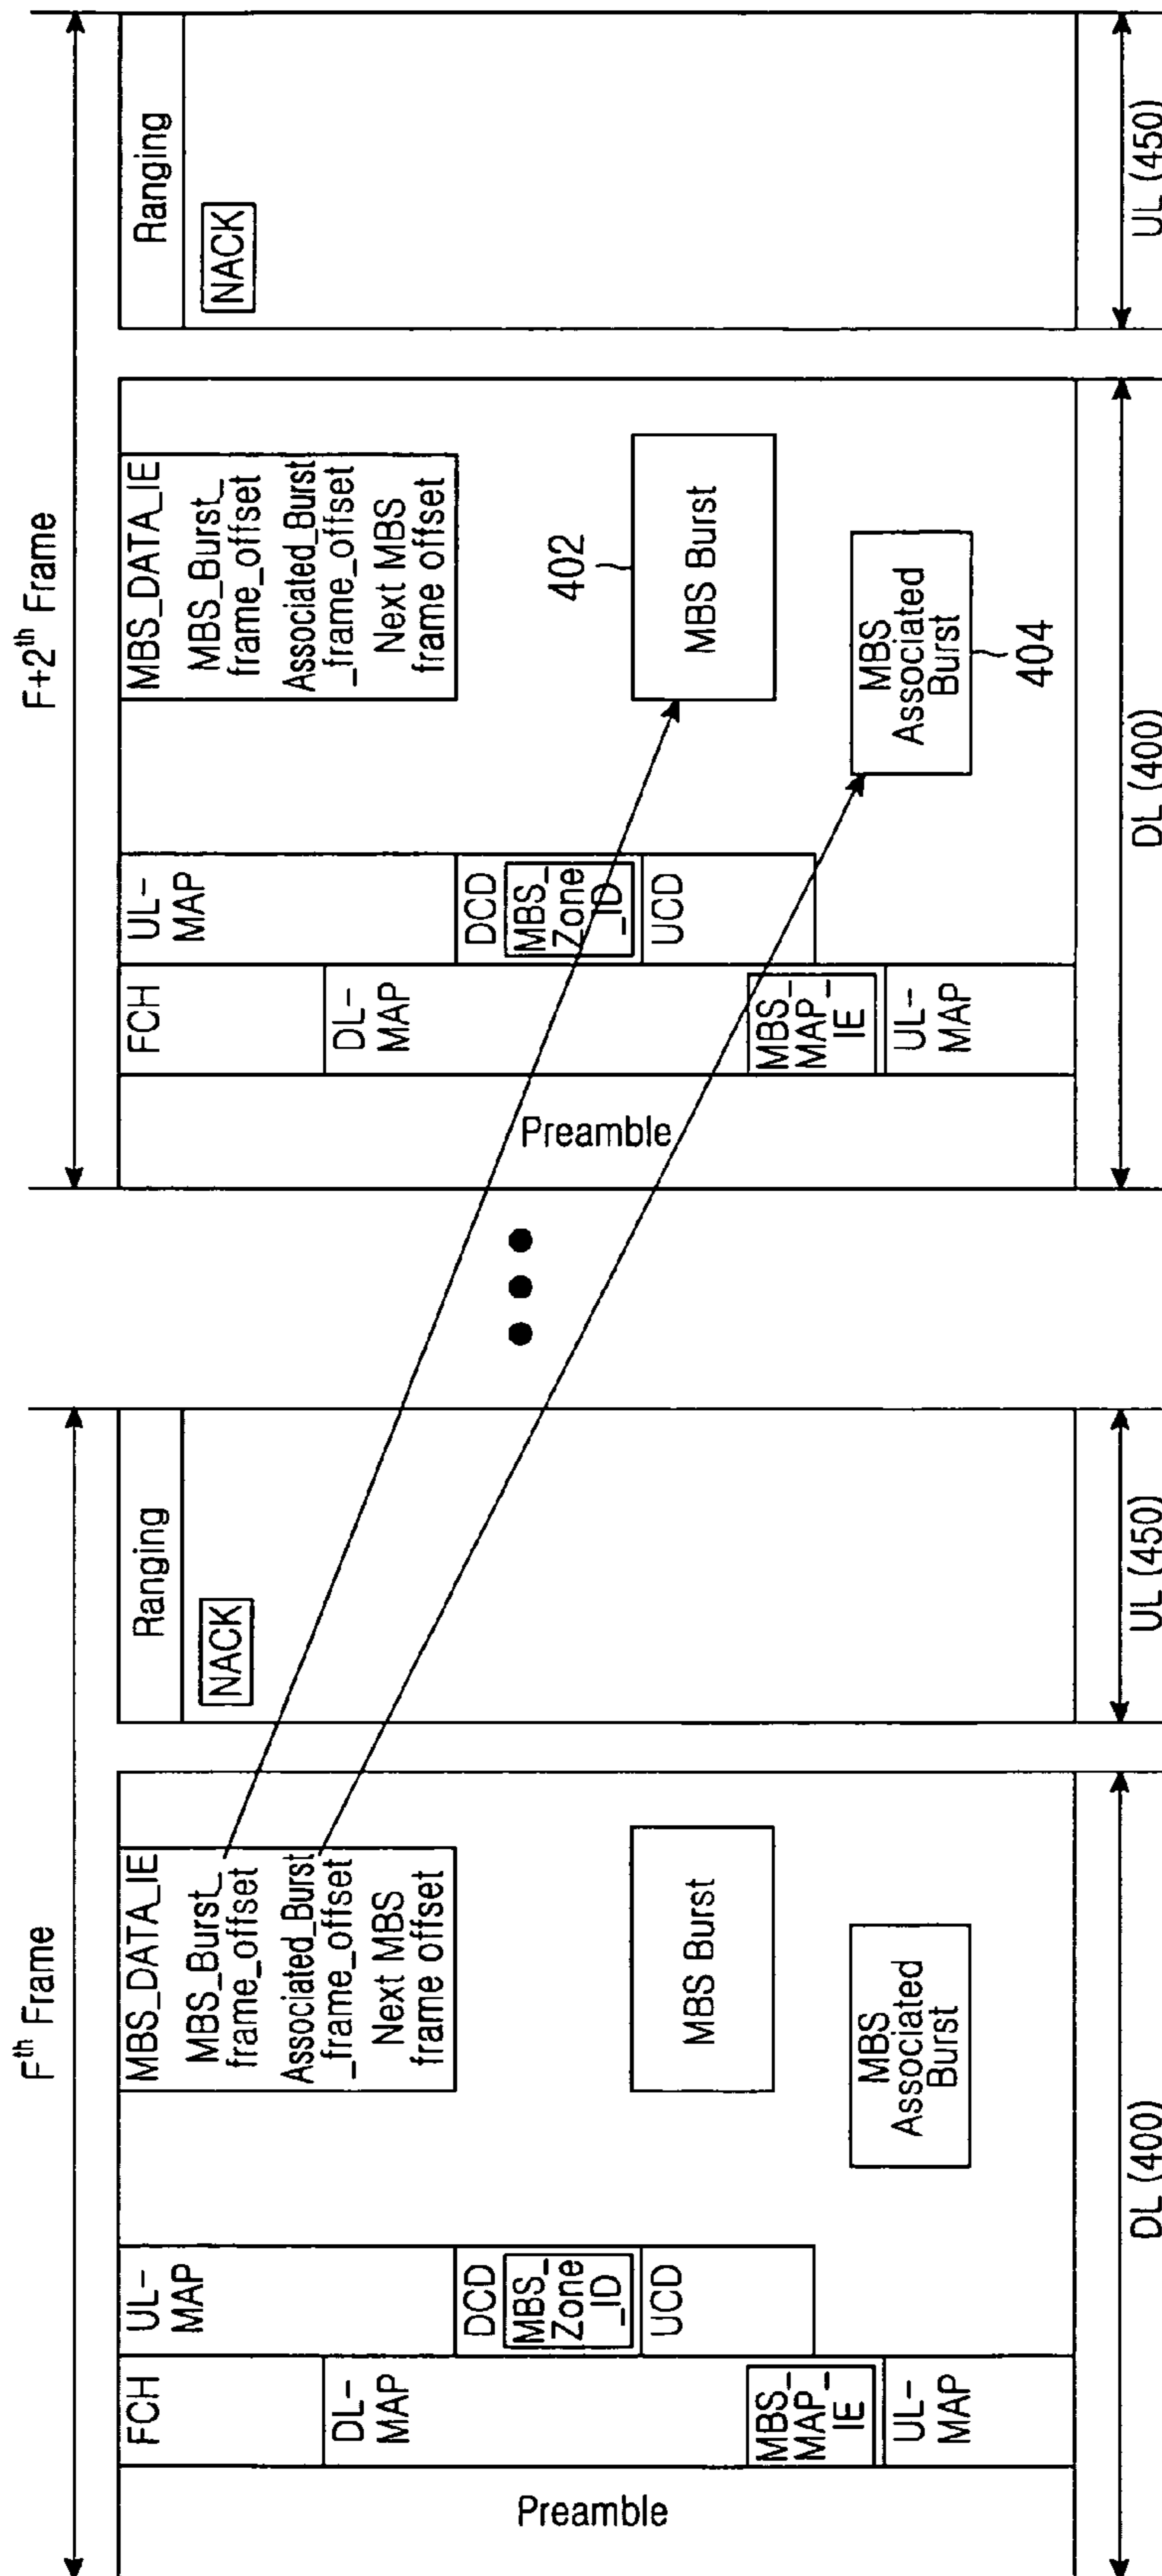 Fth Frame
Preamble
FCH
DL-
MAP
MBS_
MAP_
IE
UL-
MAP
UL-
MAP
DCD
MBS_
Zone
_ID
UCD
MBS_DATA_IE
MBS_Burst_
frame_offset
Associated_Burst
_frame_offset
Next MBS
frame offset
MBS Burst
MBS
Associated
Burst
Ranging
NACK
DL (400)
UL (450)
F+2th Frame
Preamble
FCH
DL-
MAP
MBS_
MAP_
IE
UL-
MAP
UL-
MAP
DCD
MBS_
Zone
_ID
UCD
MBS_DATA_IE
MBS_Burst_
frame_offset
Associated_Burst
_frame_offset
Next MBS
frame offset
402
MBS Burst
MBS
Associated
Burst
404
Ranging
NACK
DL (400)
UL (450)